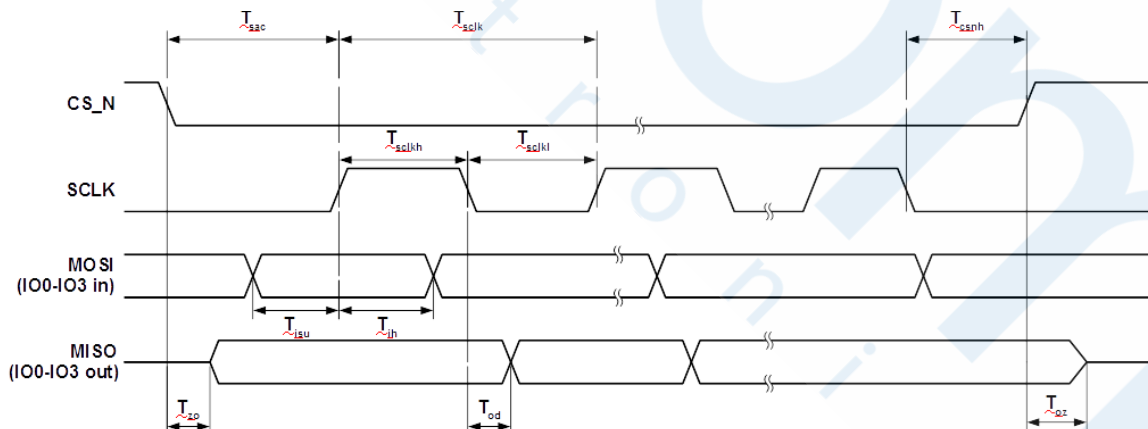 Tsac
Tsclk
Tcsnh
CS_N
Tsclkh
Tsclkl
SCLK
MOSI
(IO0-IO3 in)
Tisu
Tih
MISO
(IO0-IO3 out)
Tzo
Tod
Toz
t
r
o
n
i